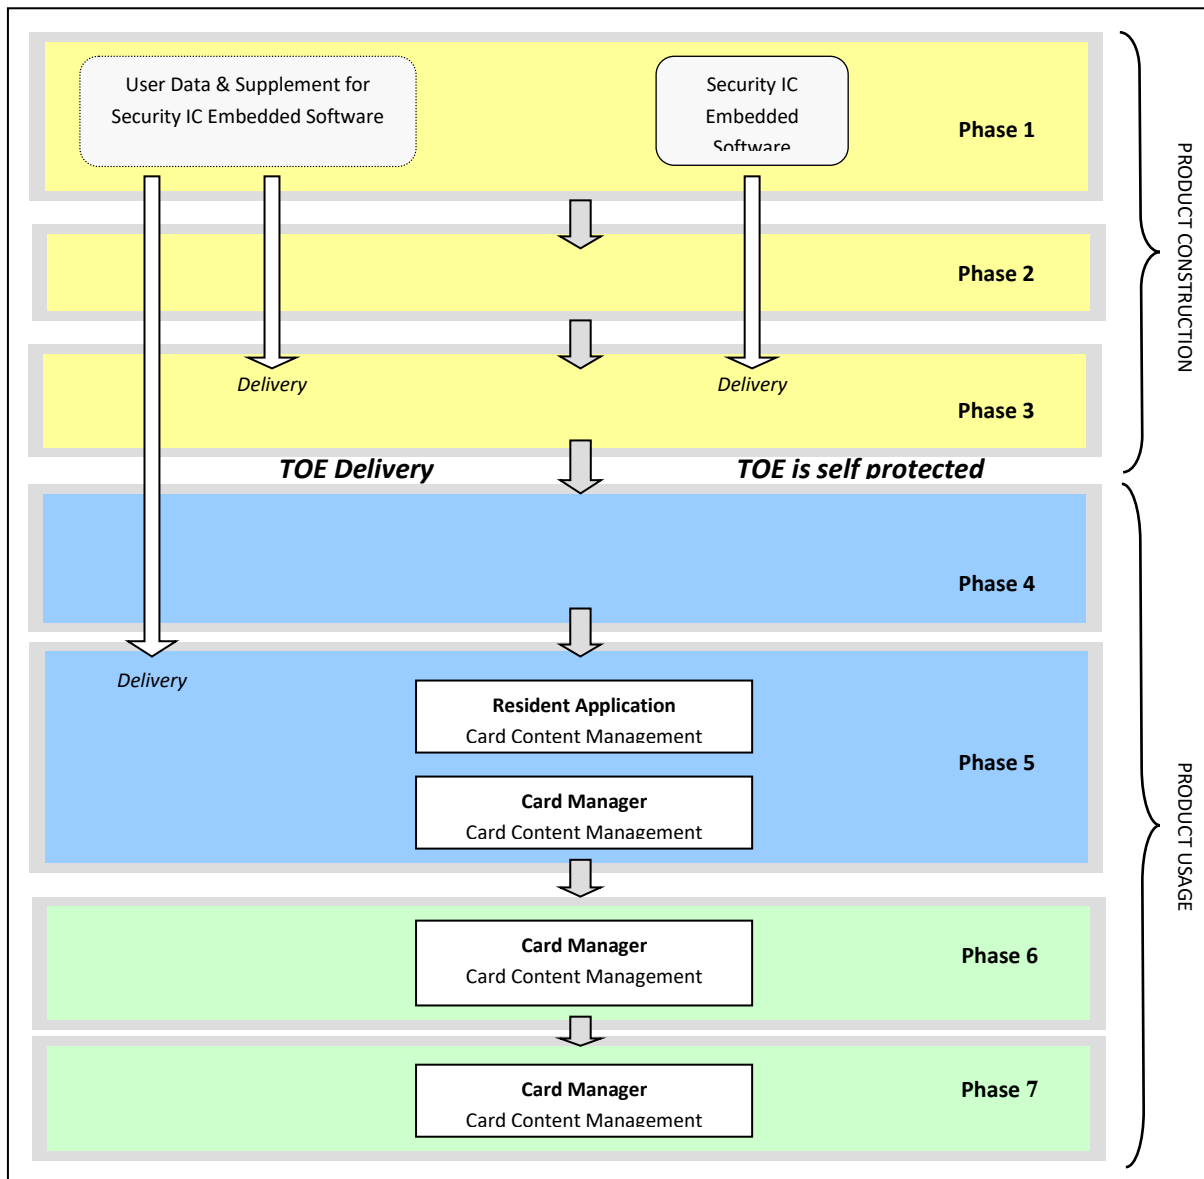 User Data & Supplement for
Security IC Embedded Software
Security IC
Embedded
Software
Phase 1
Phase 2
Delivery
Delivery
Phase 3
PRODUCT CONSTRUCTION
TOE Delivery
TOE is self protected
Phase 4
Delivery
Resident Application
Card Content Management
Phase 5
Card Manager
Card Content Management
PRODUCT USAGE
Card Manager
Card Content Management
Phase 6
Card Manager
Card Content Management
Phase 7